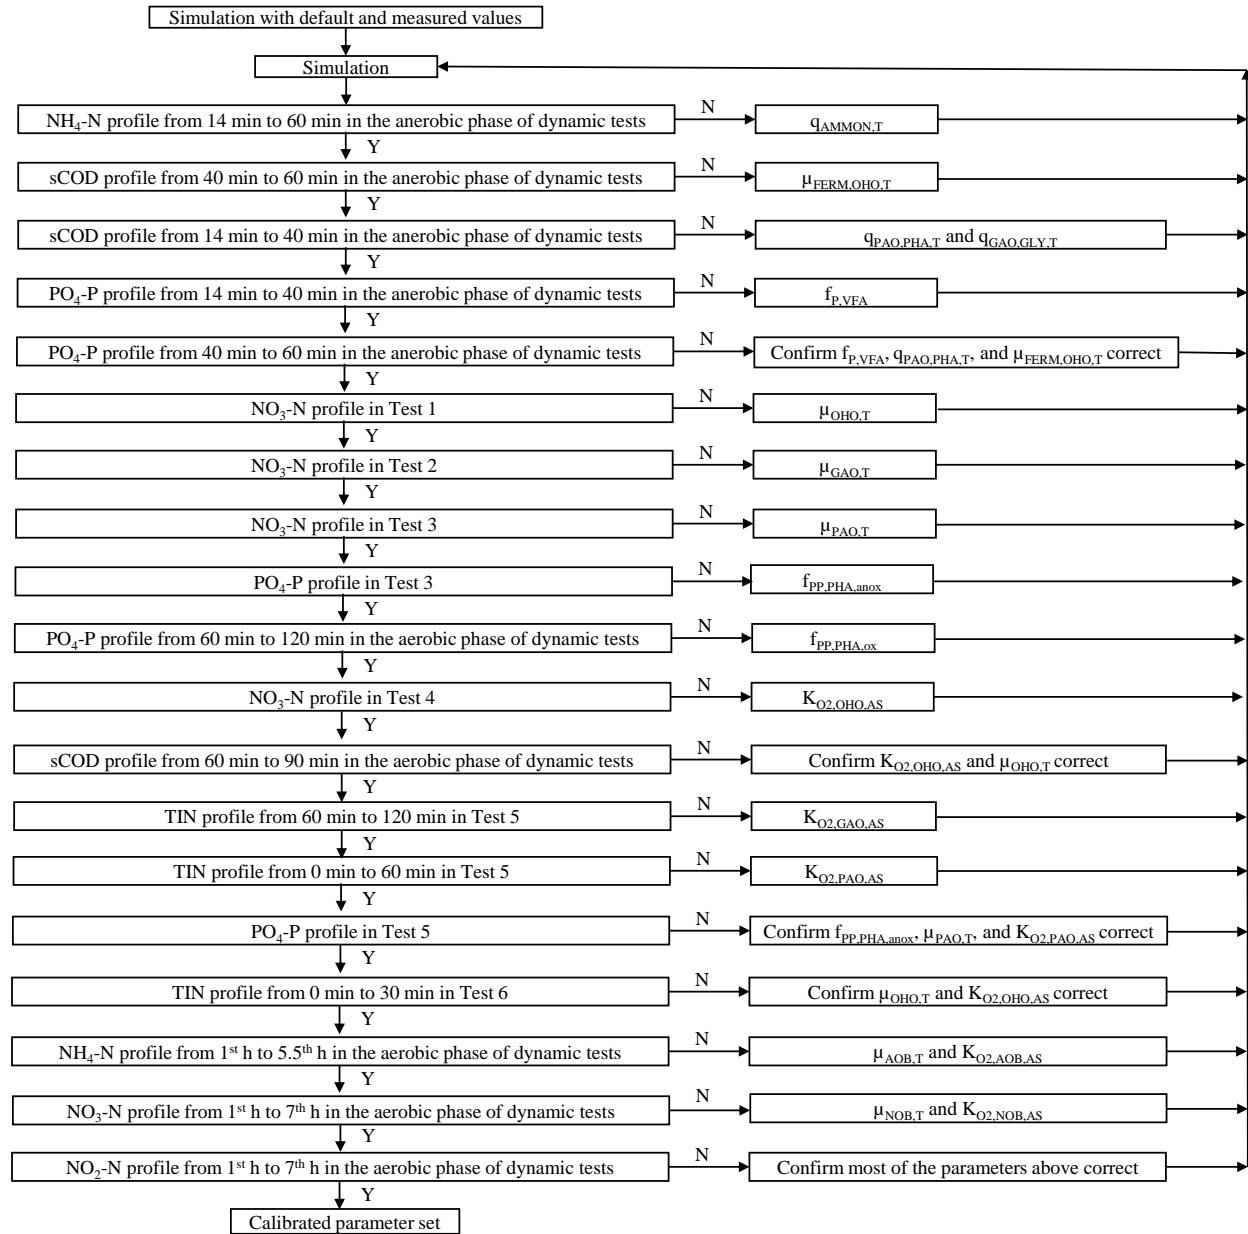 Simulation with default and measured values
Simulation
NH4-N profile from 14 min to 60 min in the anerobic phase of dynamic tests
N
qAMMON,T
Y
sCOD profile from 40 min to 60 min in the anerobic phase of dynamic tests
N
µFERM,OHO,T
Y
sCOD profile from 14 min to 40 min in the anerobic phase of dynamic tests
N
qPAO,PHA,T and qGAO,GLY,T
Y
PO4-P profile from 14 min to 40 min in the anerobic phase of dynamic tests
N
fP,VFA
Y
PO4-P profile from 40 min to 60 min in the anerobic phase of dynamic tests
N
Confirm fP,VFA, qPAO,PHA,T, and µFERM,OHO,T correct
Y
NO3-N profile in Test 1
N
µOHO,T
Y
NO3-N profile in Test 2
N
µGAO,T
Y
NO3-N profile in Test 3
N
µPAO,T
Y
PO4-P profile in Test 3
N
fPP,PHA,anox
Y
PO4-P profile from 60 min to 120 min in the aerobic phase of dynamic tests
N
fPP,PHA,ox
Y
NO3-N profile in Test 4
N
KO2,OHO,AS
Y
sCOD profile from 60 min to 90 min in the aerobic phase of dynamic tests
N
Confirm KO2,OHO,AS and µOHO,T correct
Y
TIN profile from 60 min to 120 min in Test 5
N
KO2,GAO,AS
Y
TIN profile from 0 min to 60 min in Test 5
N
KO2,PAO,AS
Y
PO4-P profile in Test 5
N
Confirm fPP,PHA,anox, µPAO,T, and KO2,PAO,AS correct
Y
TIN profile from 0 min to 30 min in Test 6
N
Confirm µOHO,T and KO2,OHO,AS correct
Y
NH4-N profile from 1st h to 5.5th h in the aerobic phase of dynamic tests
N
µAOB,T and KO2,AOB,AS
Y
NO3-N profile from 1st h to 7th h in the aerobic phase of dynamic tests
N
µNOB,T and KO2,NOB,AS
Y
NO2-N profile from 1st h to 7th h in the aerobic phase of dynamic tests
N
Confirm most of the parameters above correct
Y
Calibrated parameter set